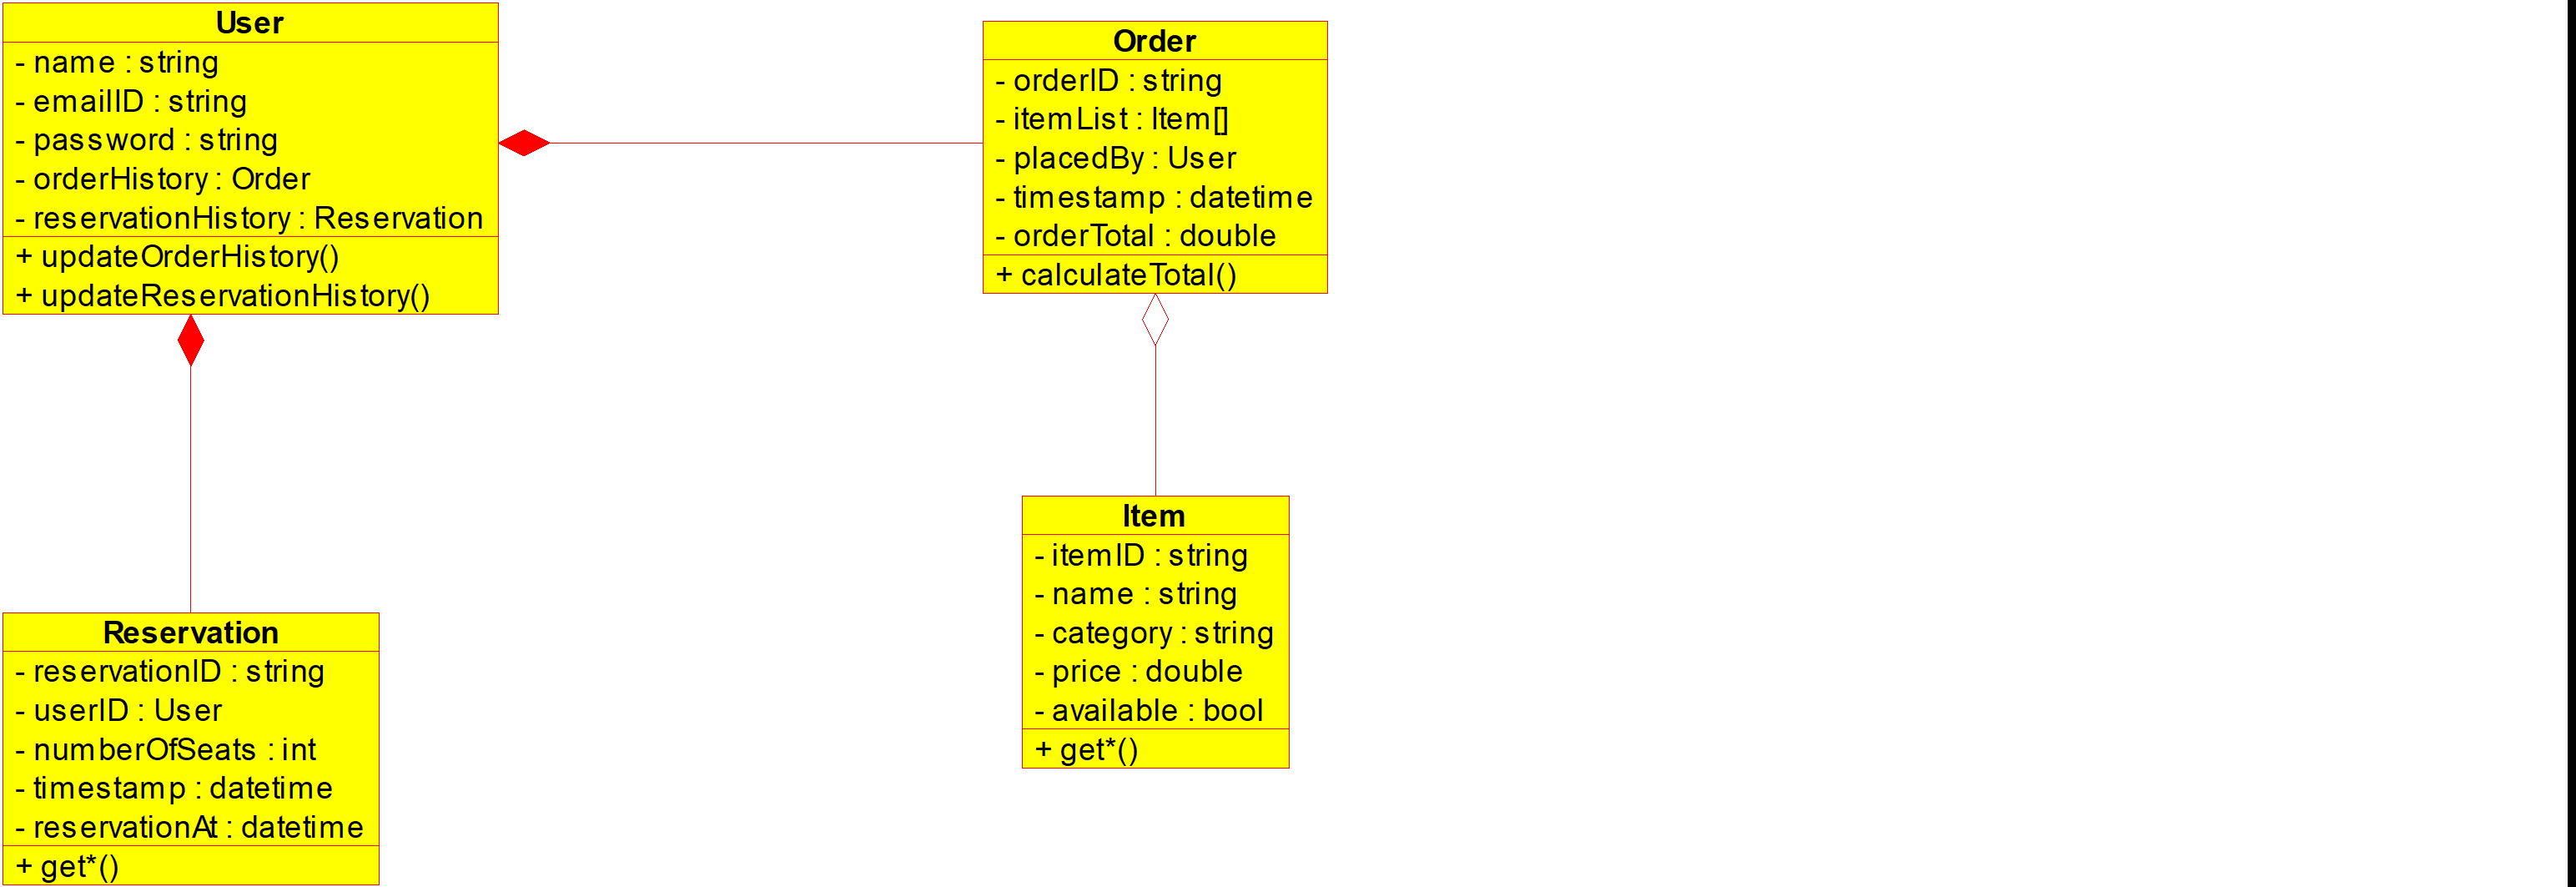 User
- name : string
- emailID : string
- password : string
- orderHistory : Order
- reservationHistory : Reservation
+ updateOrderHistory()
+ updateReservationHistory()
Order
- orderID : string
- itemList : Item[]
- placedBy : User
- timestamp : datetime
- orderTotal : double
+ calculateTotal()
Item
- itemID : string
- name : string
- category : string
- price : double
- available : bool
+ get*()
Reservation
- reservationID : string
- userID : User
- numberOfSeats : int
- timestamp : datetime
- reservationAt : datetime
+ get*()